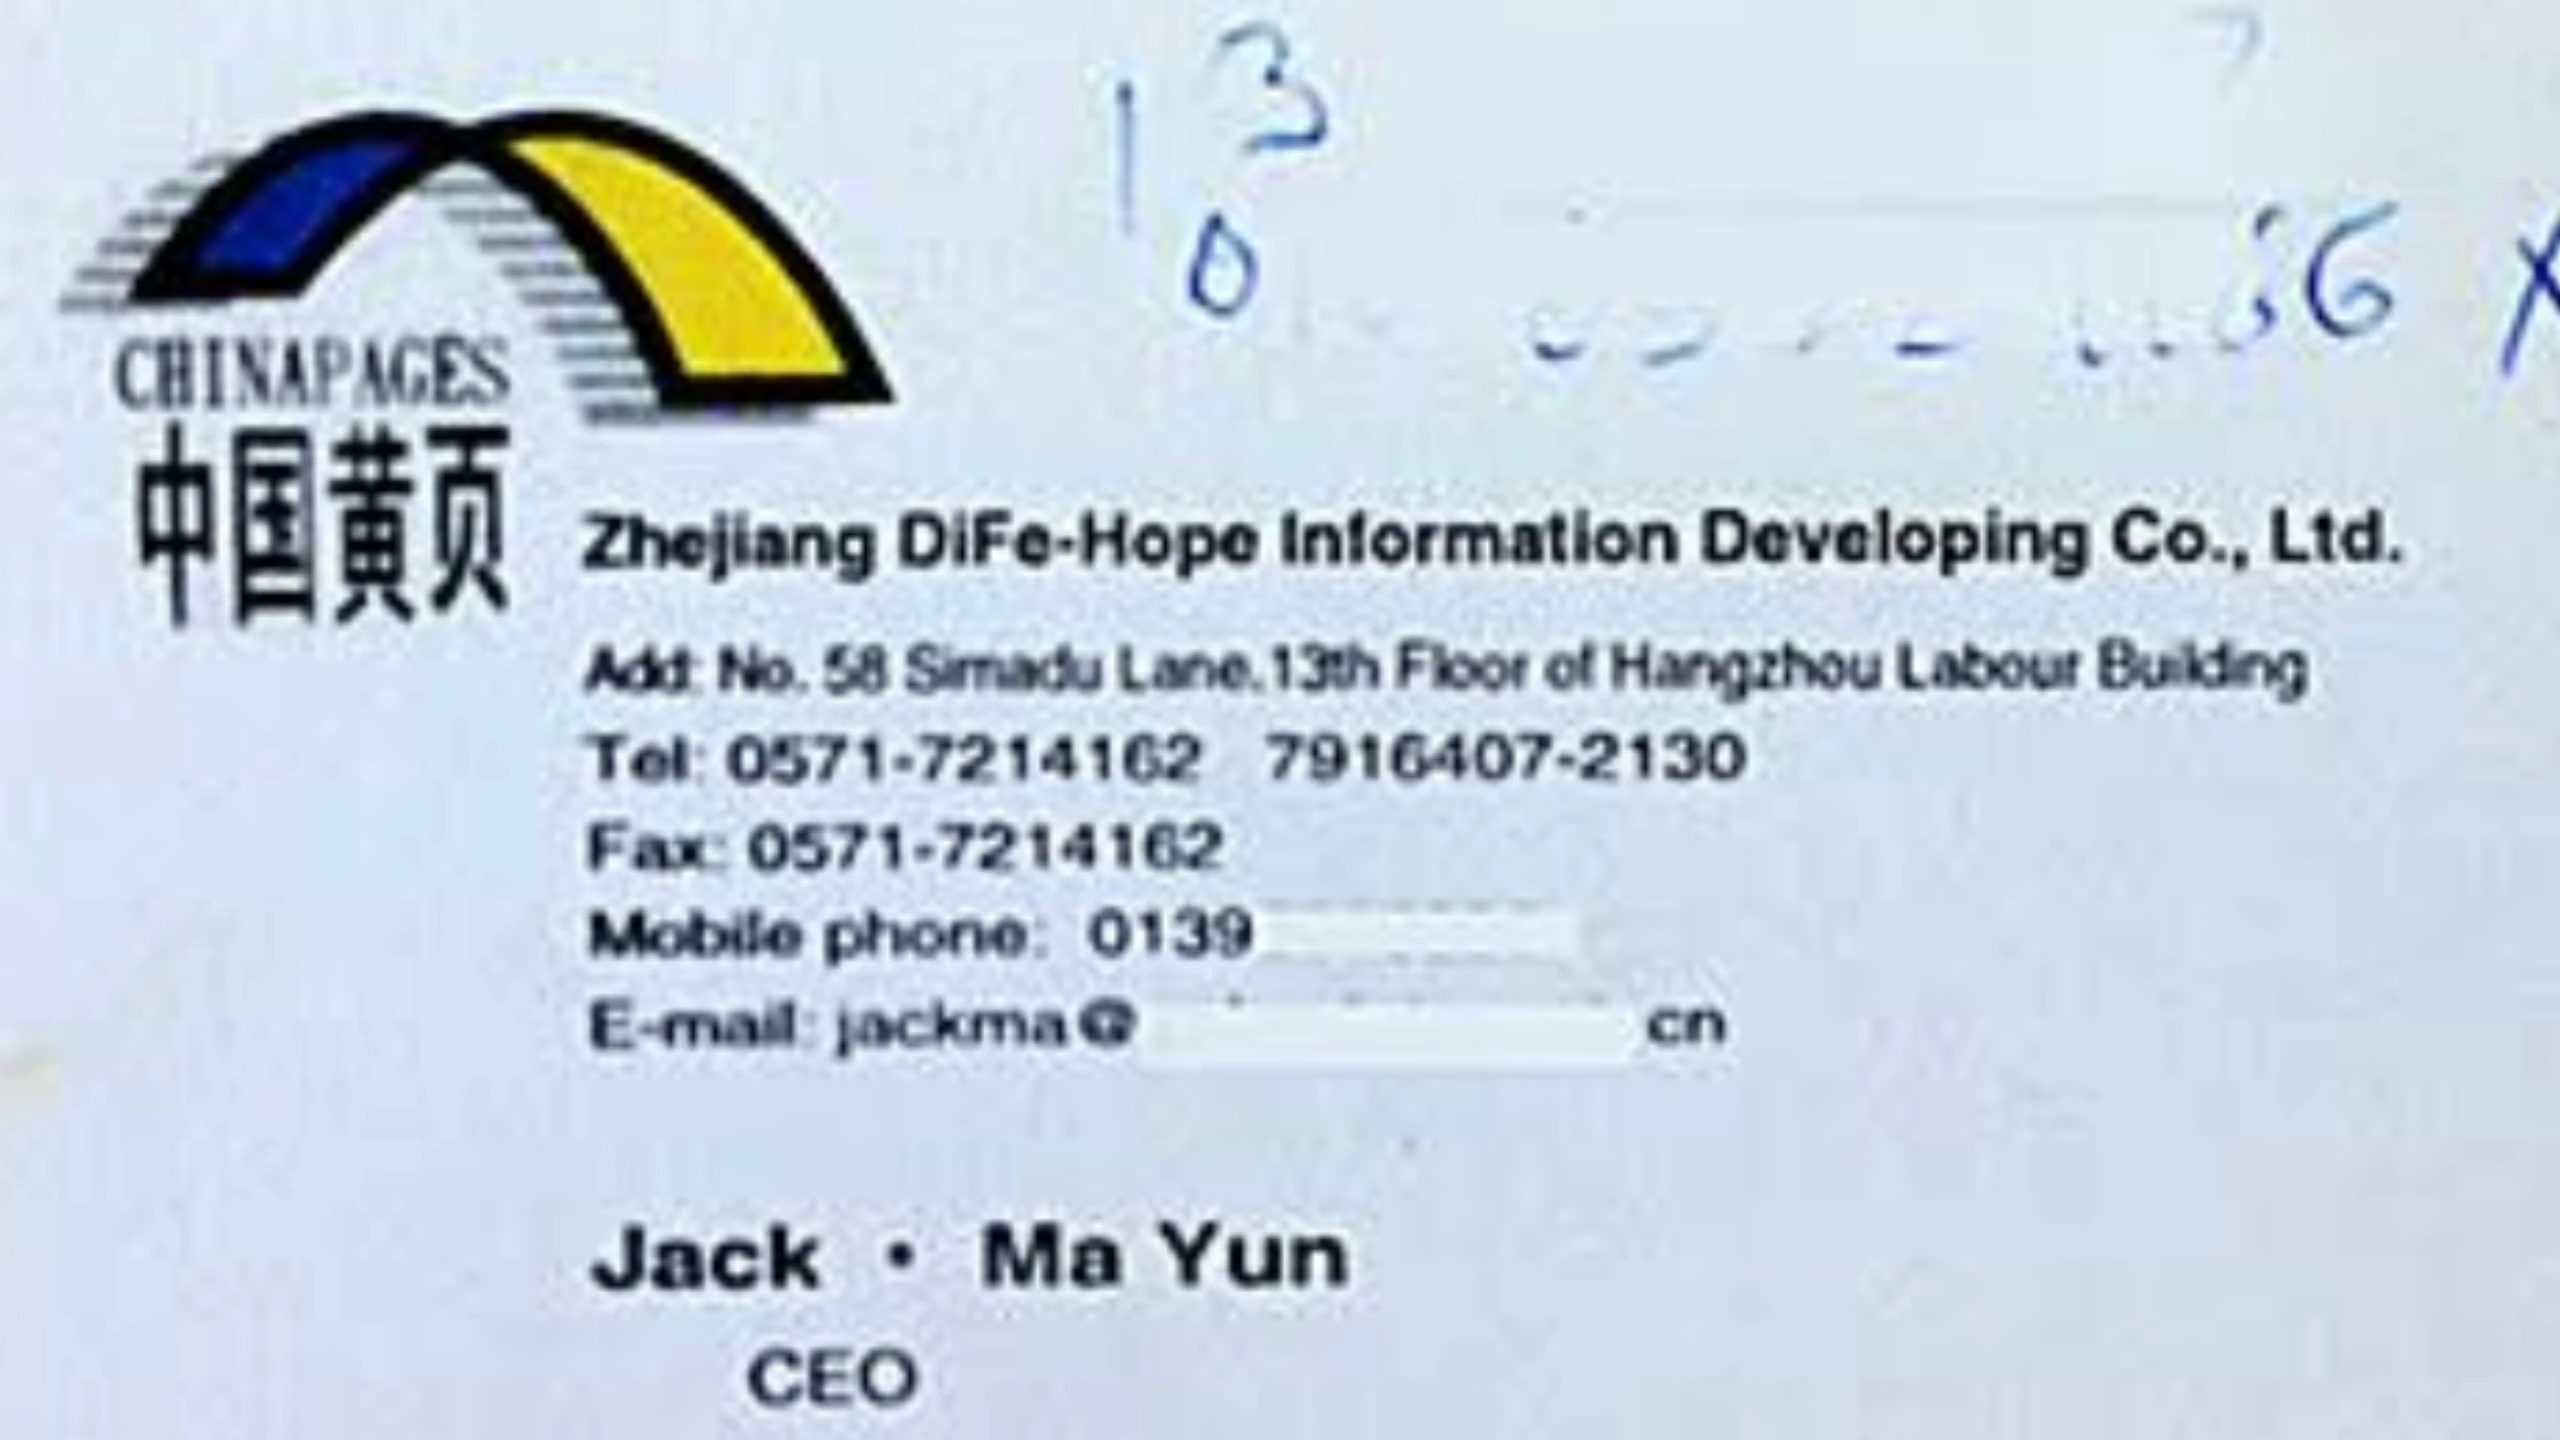 CHINAPAGES
中国黄页
Zhejiang DiFe-Hope Information Developing Co., Ltd.
Add: No. 58 Simadu Lane.13th Floor of Hangzhou Labour Building
Tel: 0571-7214162 7916407-2130
Fax: 0571-7214162
Mobile phone: 0139
E-mail: jackma@ cn
Jack · Ma Yun
CEO